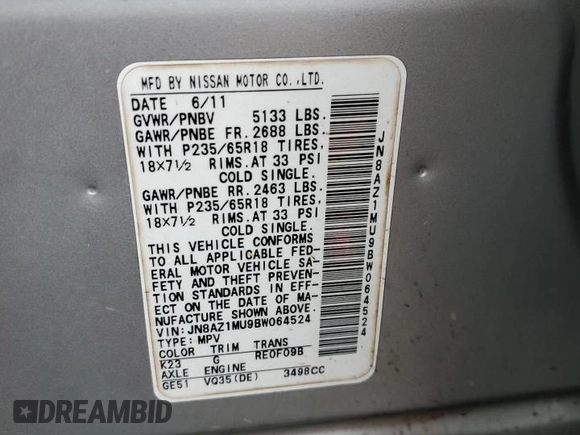 MFD BY NISSAN MOTOR CO.,LTD.
DATE 6/11
GVWR/PNBV 5133 LBS.
GAWR/PNBE FR. 2688 LBS.
WITH P235/65R18 TIRES,
18×7½ RIMS.AT 33 PSI
COLD SINGLE.
GAWR/PNBE RR. 2463 LBS.
WITH P235/65R18 TIRES,
18×7½ RIMS.AT 33 PSI
COLD SINGLE.
THIS VEHICLE CONFORMS
TO ALL APPLICABLE FED-
ERAL MOTOR VEHICLE SA-
FETY AND THEFT PREVEN-
TION STANDARDS IN EFF-
ECT ON THE DATE OF MA-
NUFACTURE SHOWN ABOVE.
VIN: JN8AZ1MU9BW064524
TYPE: MPV
COLOR TRIM TRANS
K23 G RE0F09B
AXLE ENGINE
GE51 VQ35(DE) 3498CC
JN8AZ1MU9BW064524
DREAMBID